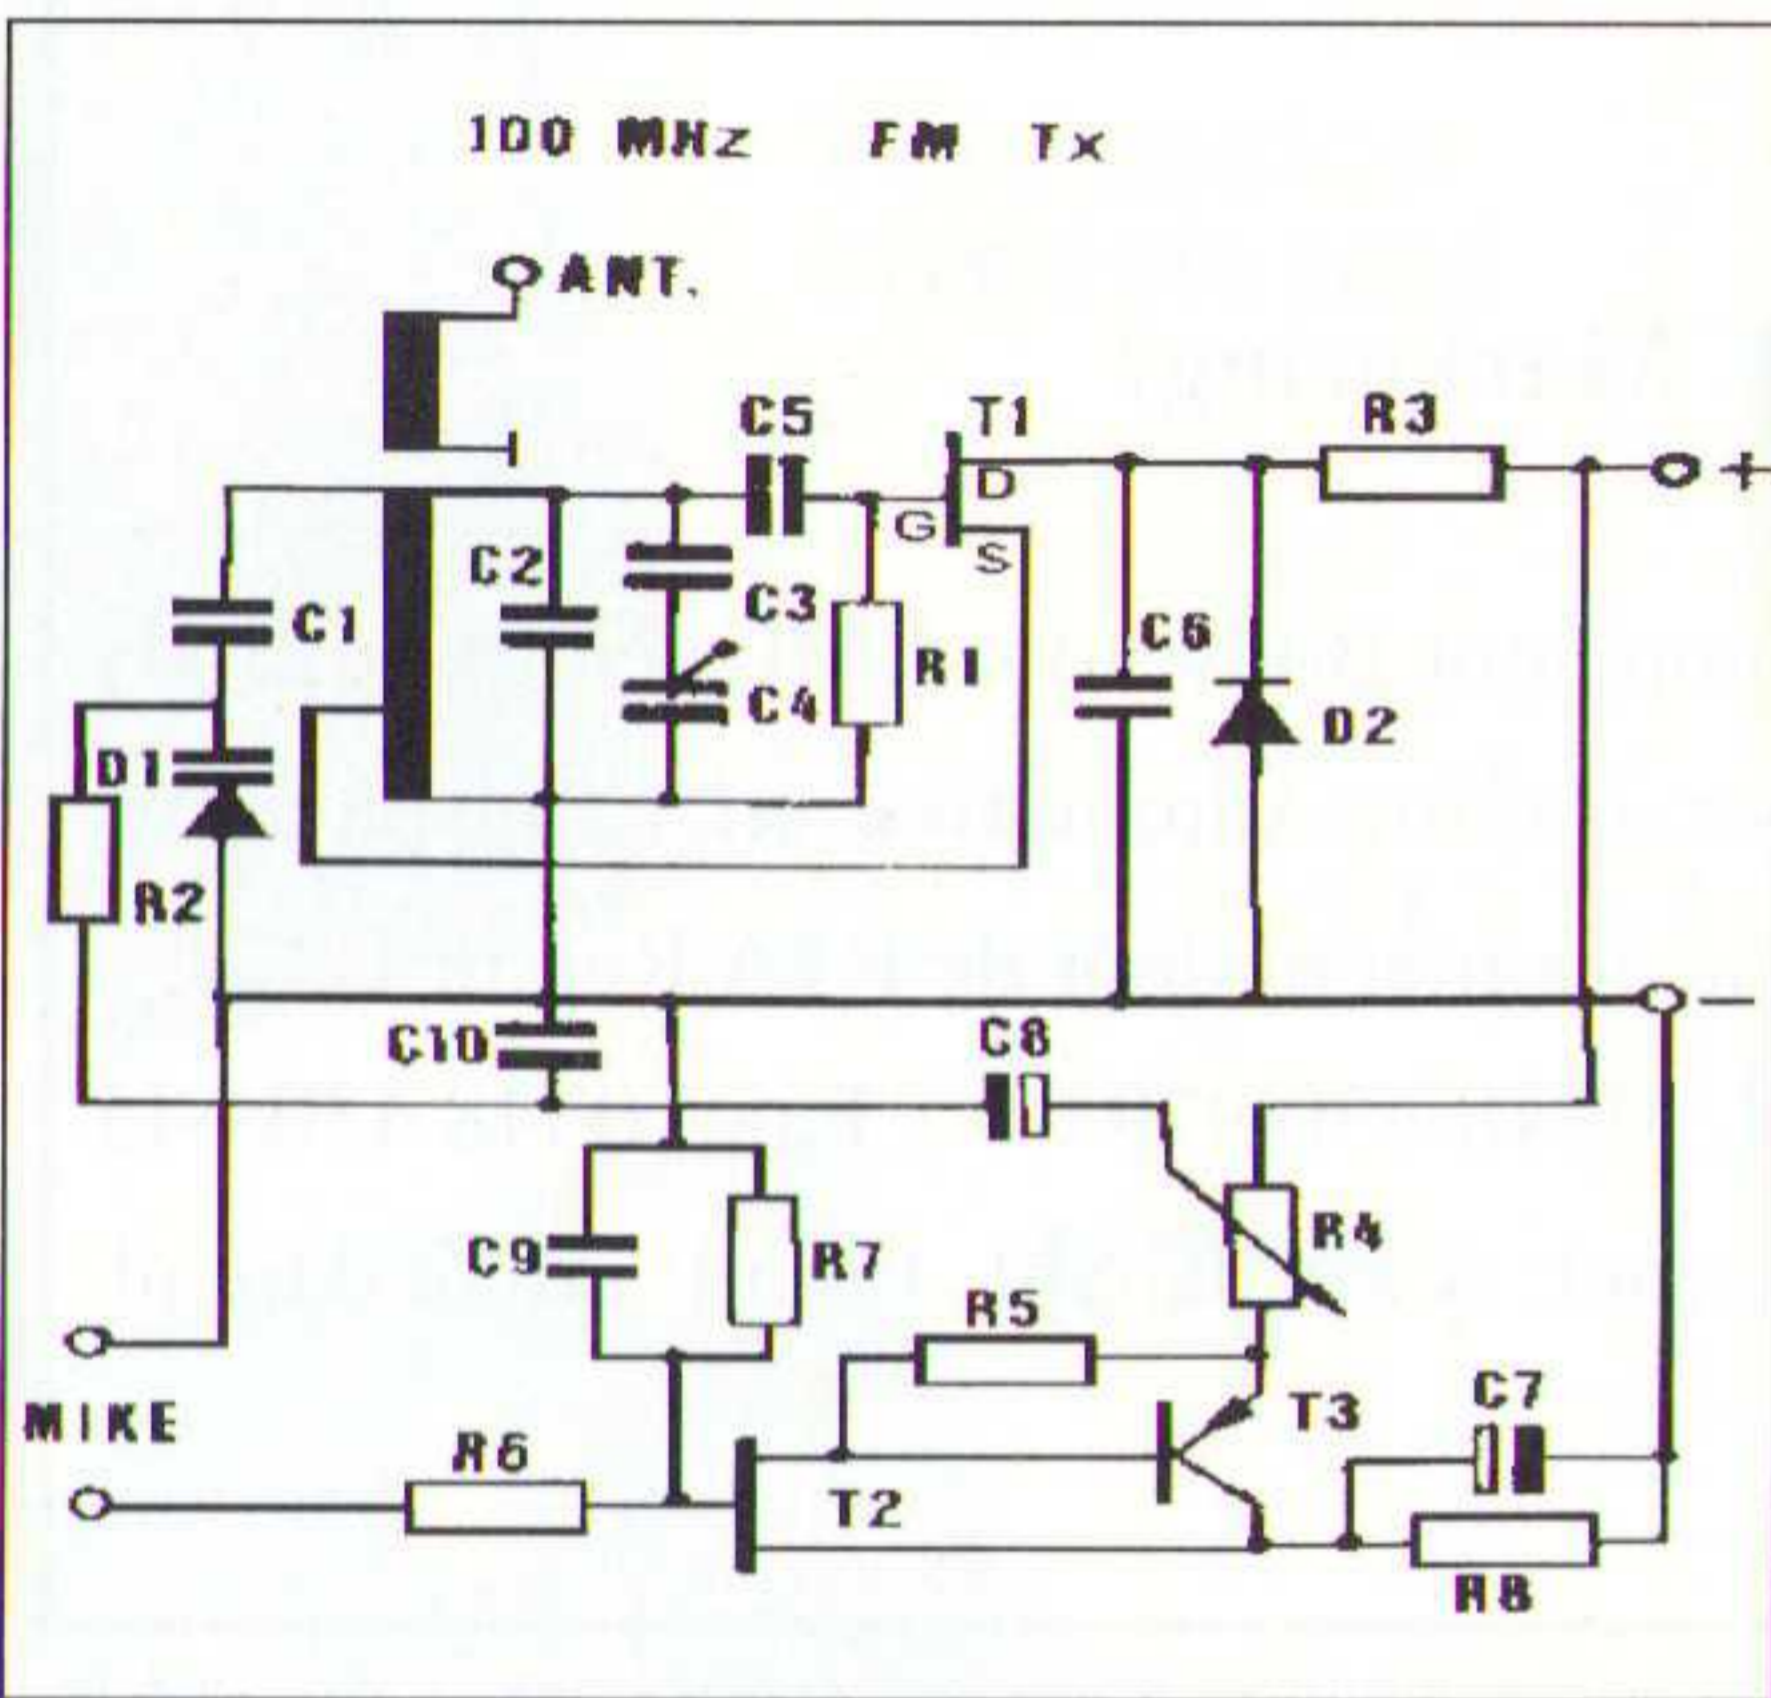 100 MHz FM Tx
ANT.
C5
T1
R3
D
+
G
S
C2
C3
C1
C6
R1
C4
D1
D2
R2
−
C10
C8
R4
C9
R7
R5
C7
T3
MIKE
R6
T2
R8